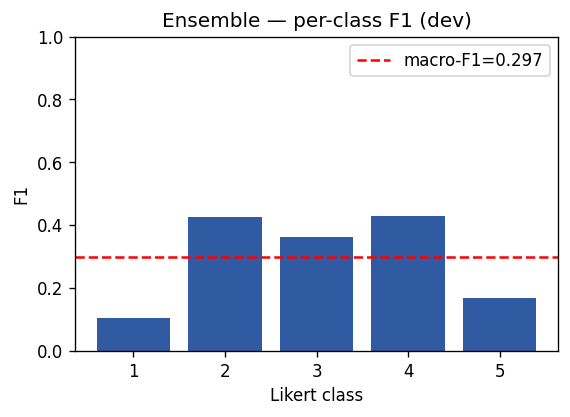 Ensemble — per-class F1 (dev)
macro-F1=0.297
1.0
0.8
0.6
0.4
0.2
0.0
F1
1 2 3 4 5
Likert class